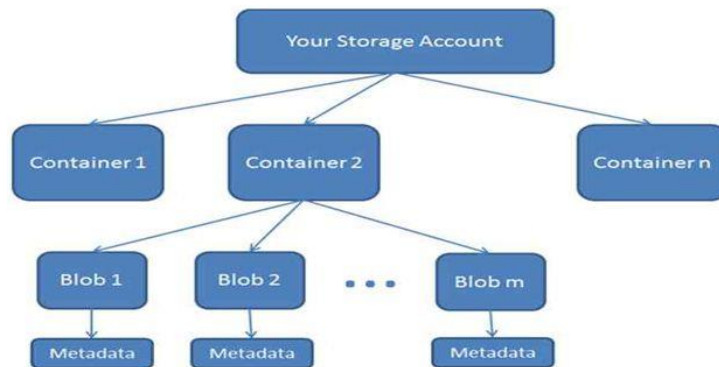 Your Storage Account
Container 1
Container 2
Container n
Blob 1
Blob 2
Blob m
Metadata
Metadata
Metadata